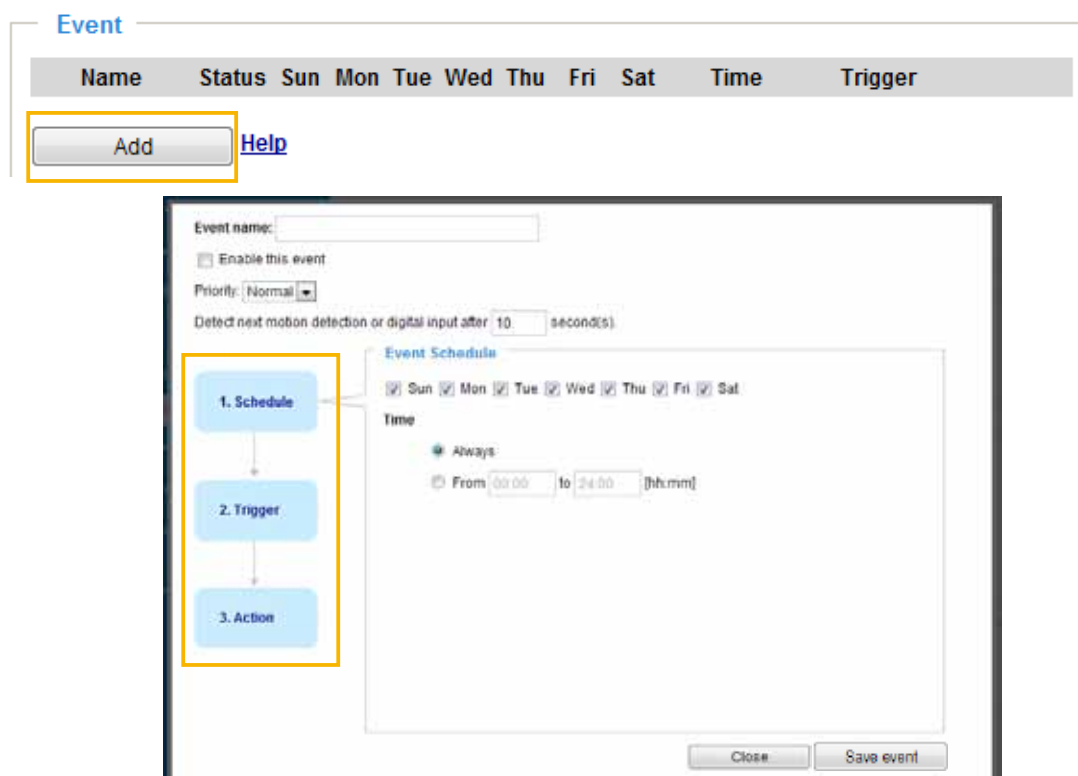 Event
Name Status Sun Mon Tue Wed Thu Fri Sat Time Trigger
Add Help
Event name:
Enable this event
Priority: Normal
Detect next motion detection or digital input after 10 second(s).
1. Schedule
2. Trigger
3. Action
Event Schedule
Sun Mon Tue Wed Thu Fri Sat
Time
Always
From 00:00 to 24:00 [hh:mm]
Close Save event